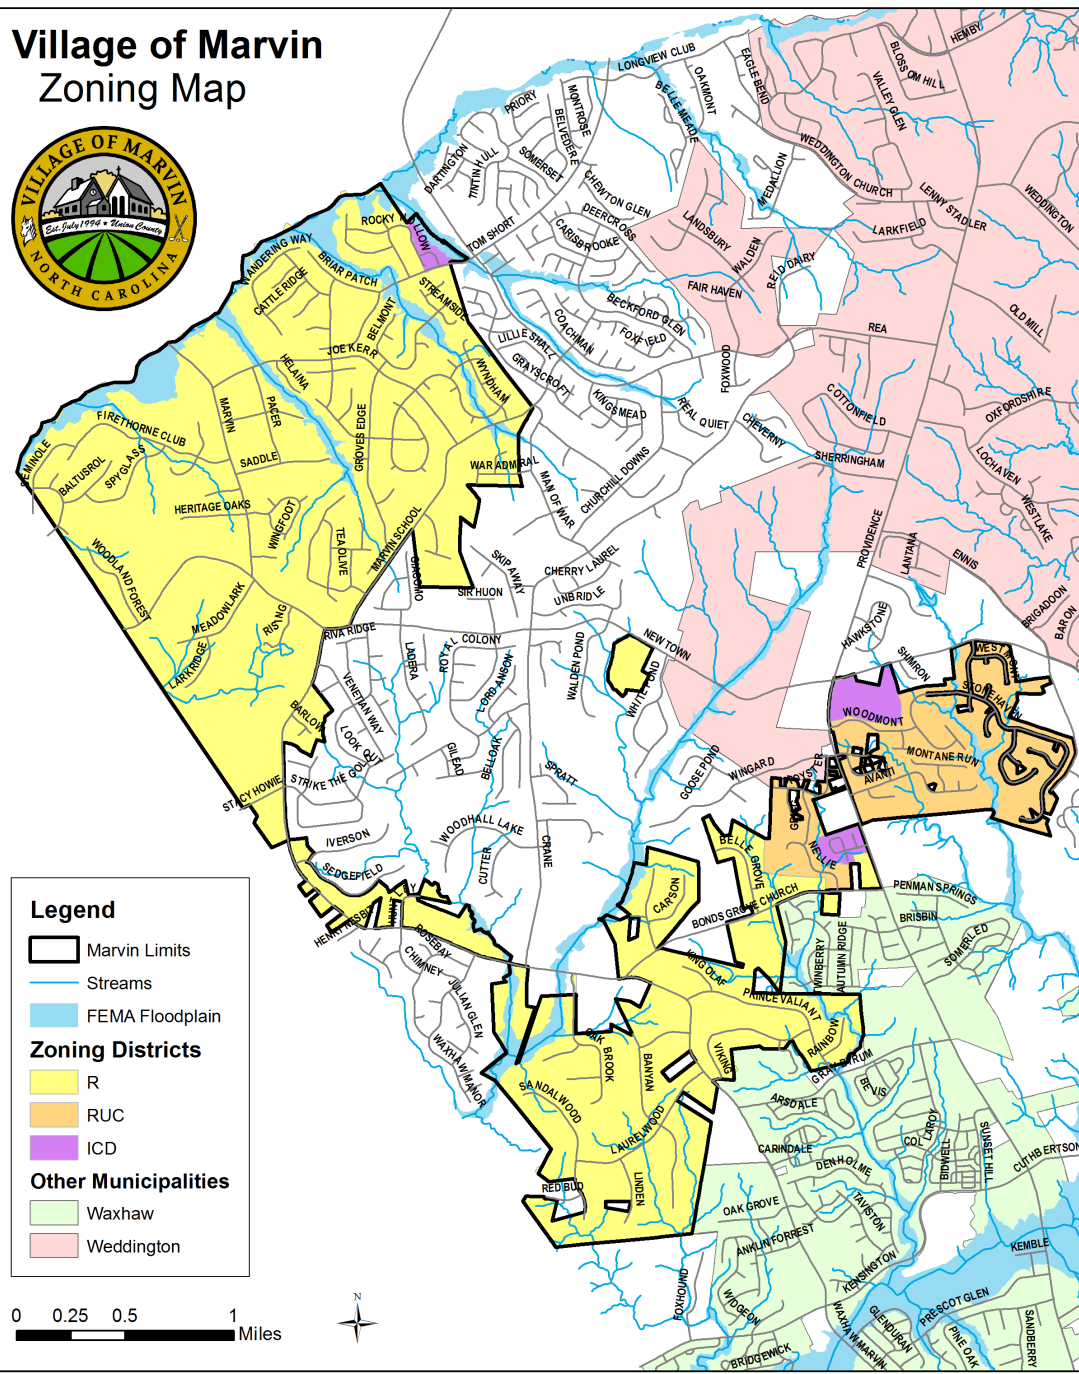 Village of Marvin
Zoning Map
VILLAGE OF MARVIN
Est. July 1994 ★ Union County
NORTH CAROLINA
LONGVIEW CLUB
HEMBY
BLOSSOM HILL
EAGLE BEND
OAKMONT
BELLE MEADE
VALLEY GLEN
PRIORY
MONTROSE
BELVEDERE
SOMERSET
DARTINGTON
TINTIN HULL
WEDDINGTON CHURCH
MEDALLION
CHEWTON GLEN
DEERCROSS
CARISBROOKE
LENNY STADLER
WEDDINGTON
LARKFIELD
LANDSBURY
WALDEN
REID DAIRY
FAIR HAVEN
ROCKY HOLLOW
TOM SHORT
WANDERING WAY
BRIAR PATCH
CATTLE RIDGE
STREAMSIDE
BELMONT
BECKFORD GLEN
FOXFIELD
COACHMAN
LILLIESHALL
GRAYSCROFT
OLD MILL
REA
JOE KERR
HELAINA
WYNDHAM
FOXWOOD
KINGSMEAD
REAL QUIET
CHEVERNY
COTTONFIELD
OXFORDSHIRE
MARVIN
PACER
GROVES EDGE
FIRETHORNE CLUB
SEMINOLE
BALTUSROL
SPYGLASS
SADDLE
WAR ADMIRAL
MAN OF WAR
CHURCHILL DOWNS
SHERRINGHAM
LOCHAVEN
WESTLAKE
HERITAGE OAKS
WINGFOOT
TEA OLIVE
MARVIN SCHOOL
PROVIDENCE
LANTANA
ENNIS
WOODLAND FOREST
GIACOMO
SKIP AWAY
CHERRY LAUREL
SIR HUON
UNBRIDLE
BRIGADOON
BARON
MEADOWLARK
RISING
RIVA RIDGE
LARKRIDGE
LADERA
ROYAL COLONY
WALDEN POND
NEW TOWN
HAWKSTONE
SHIMRON
LORD ANSON
VENETIAN WAY
WHITE POND
BARLOW
LOOK OUT
STONEHAVEN
WOODMONT
MONTANE RUN
AVANTI
STRIKE THE GOLD
GILEAD
BELLOAK
SPRATT
GOOSE POND
WINGARD
STACY HOWIE
IVERSON
WOODHALL LAKE
CUTTER
CRANE
SEDGEFIELD
BELLE GROVE
NELLIE
CARSON
BONDS GROVE CHURCH
PENMAN SPRINGS
BRISBIN
SOMERLED
HENRY NESBIT
ROSEBAY
CHIMNEY
JULIAN GLEN
TWINBERRY
AUTUMN RIDGE
KING OLAF
PRINCE VALIANT
RAINBOW
VIKING
OAK BROOK
BANYAN
WAXHAW MANOR
SANDALWOOD
LAURELWOOD
GRAY BYRUM
BEVIS
ARSDALE
LAROY
COL
BIDWELL
SUNSET HILL
CUTHBERTSON
CARINDALE
DENHOLME
LINDEN
RED BUD
OAK GROVE
TAVISTON
ANKLIN FORREST
KENSINGTON
KEMBLE
FOXHOUND
WIDGEON
PRESCOT GLEN
WAXHAW MARVIN
GLENDURAN
PINE OAK
SANDBERRY
BRIDGEWICK
Legend
Marvin Limits
Streams
FEMA Floodplain
Zoning Districts
R
RUC
ICD
Other Municipalities
Waxhaw
Weddington
0 0.25 0.5 1
Miles
N